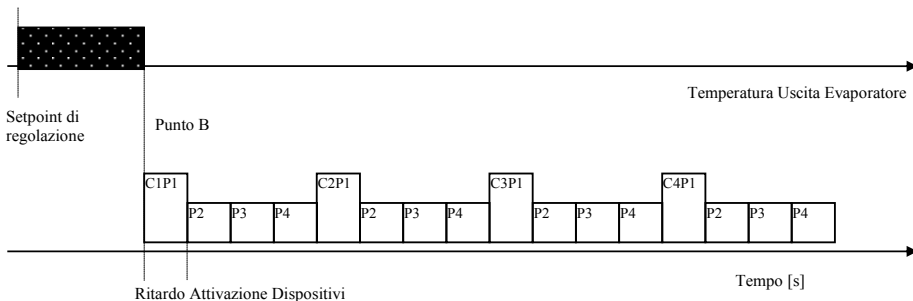 Temperatura Uscita Evaporatore
Setpoint di
regolazione
Punto B
C1P1
P2
P3
P4
C2P1
P2
P3
P4
C3P1
P2
P3
P4
C4P1
P2
P3
P4
Tempo [s]
Ritardo Attivazione Dispositivi